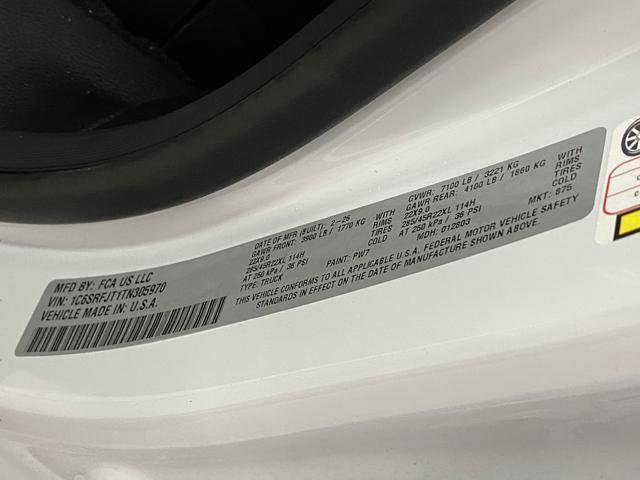 MFD BY: FCA US LLC
DATE OF MFR (BUILT): 2-26
GVWR: 7100 LB / 3221 KG
GAWR FRONT: 3900 LB / 1770 KG WITH
GAWR REAR: 4100 LB / 1860 KG WITH
22X9.0 RIMS
22X9.0 RIMS
285/45R22XL 114H TIRES
285/45R22XL 114H TIRES
AT 250 kPa / 36 PSI COLD
AT 250 kPa / 36 PSI COLD
VIN: 1C6SRFJT1TN305970
TYPE: TRUCK
PAINT: PW7
MDH: 012803
MKT: 875
VEHICLE MADE IN: U.S.A.
THIS VEHICLE CONFORMS TO ALL APPLICABLE U.S.A. FEDERAL MOTOR VEHICLE SAFETY
STANDARDS IN EFFECT ON THE DATE OF MANUFACTURE SHOWN ABOVE.